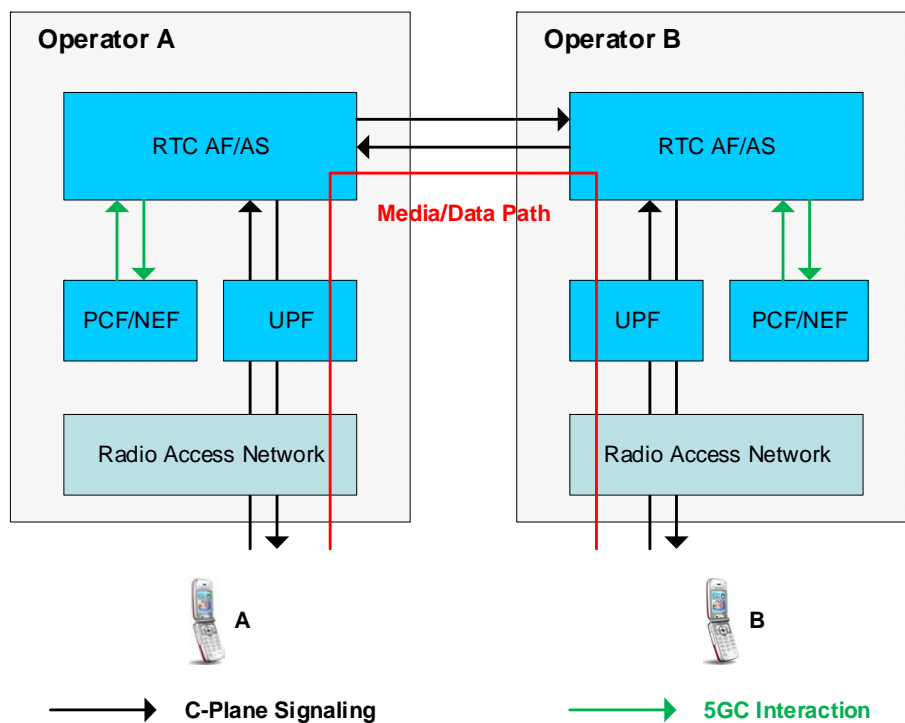 Operator A
Operator B
RTC AF/AS
RTC AF/AS
Media/Data Path
PCF/NEF
UPF
UPF
PCF/NEF
Radio Access Network
Radio Access Network
A
B
C-Plane Signaling
5GC Interaction